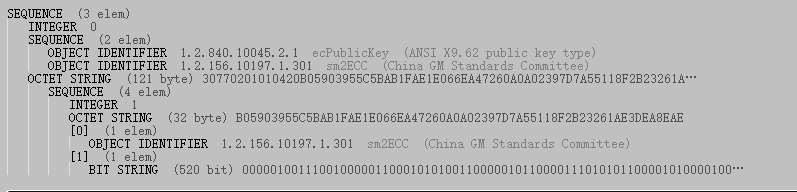 SEQUENCE (3 elem)
INTEGER 0
SEQUENCE (2 elem)
OBJECT IDENTIFIER 1.2.840.10045.2.1 ecPublicKey (ANSI X9.62 public key type)
OBJECT IDENTIFIER 1.2.156.10197.1.301 sm2ECC (China GM Standards Committee)
OCTET STRING (121 byte) 30770201010420B05903955C5BAB1FAE1E066EA47260A0A02397D7A55118F2B23261A…
SEQUENCE (4 elem)
INTEGER 1
OCTET STRING (32 byte) B05903955C5BAB1FAE1E066EA47260A0A02397D7A55118F2B23261AE3DEA8EAE
[0] (1 elem)
OBJECT IDENTIFIER 1.2.156.10197.1.301 sm2ECC (China GM Standards Committee)
[1] (1 elem)
BIT STRING (520 bit) 0000010011100100000110001010100110000010110000111010101100001010000100…